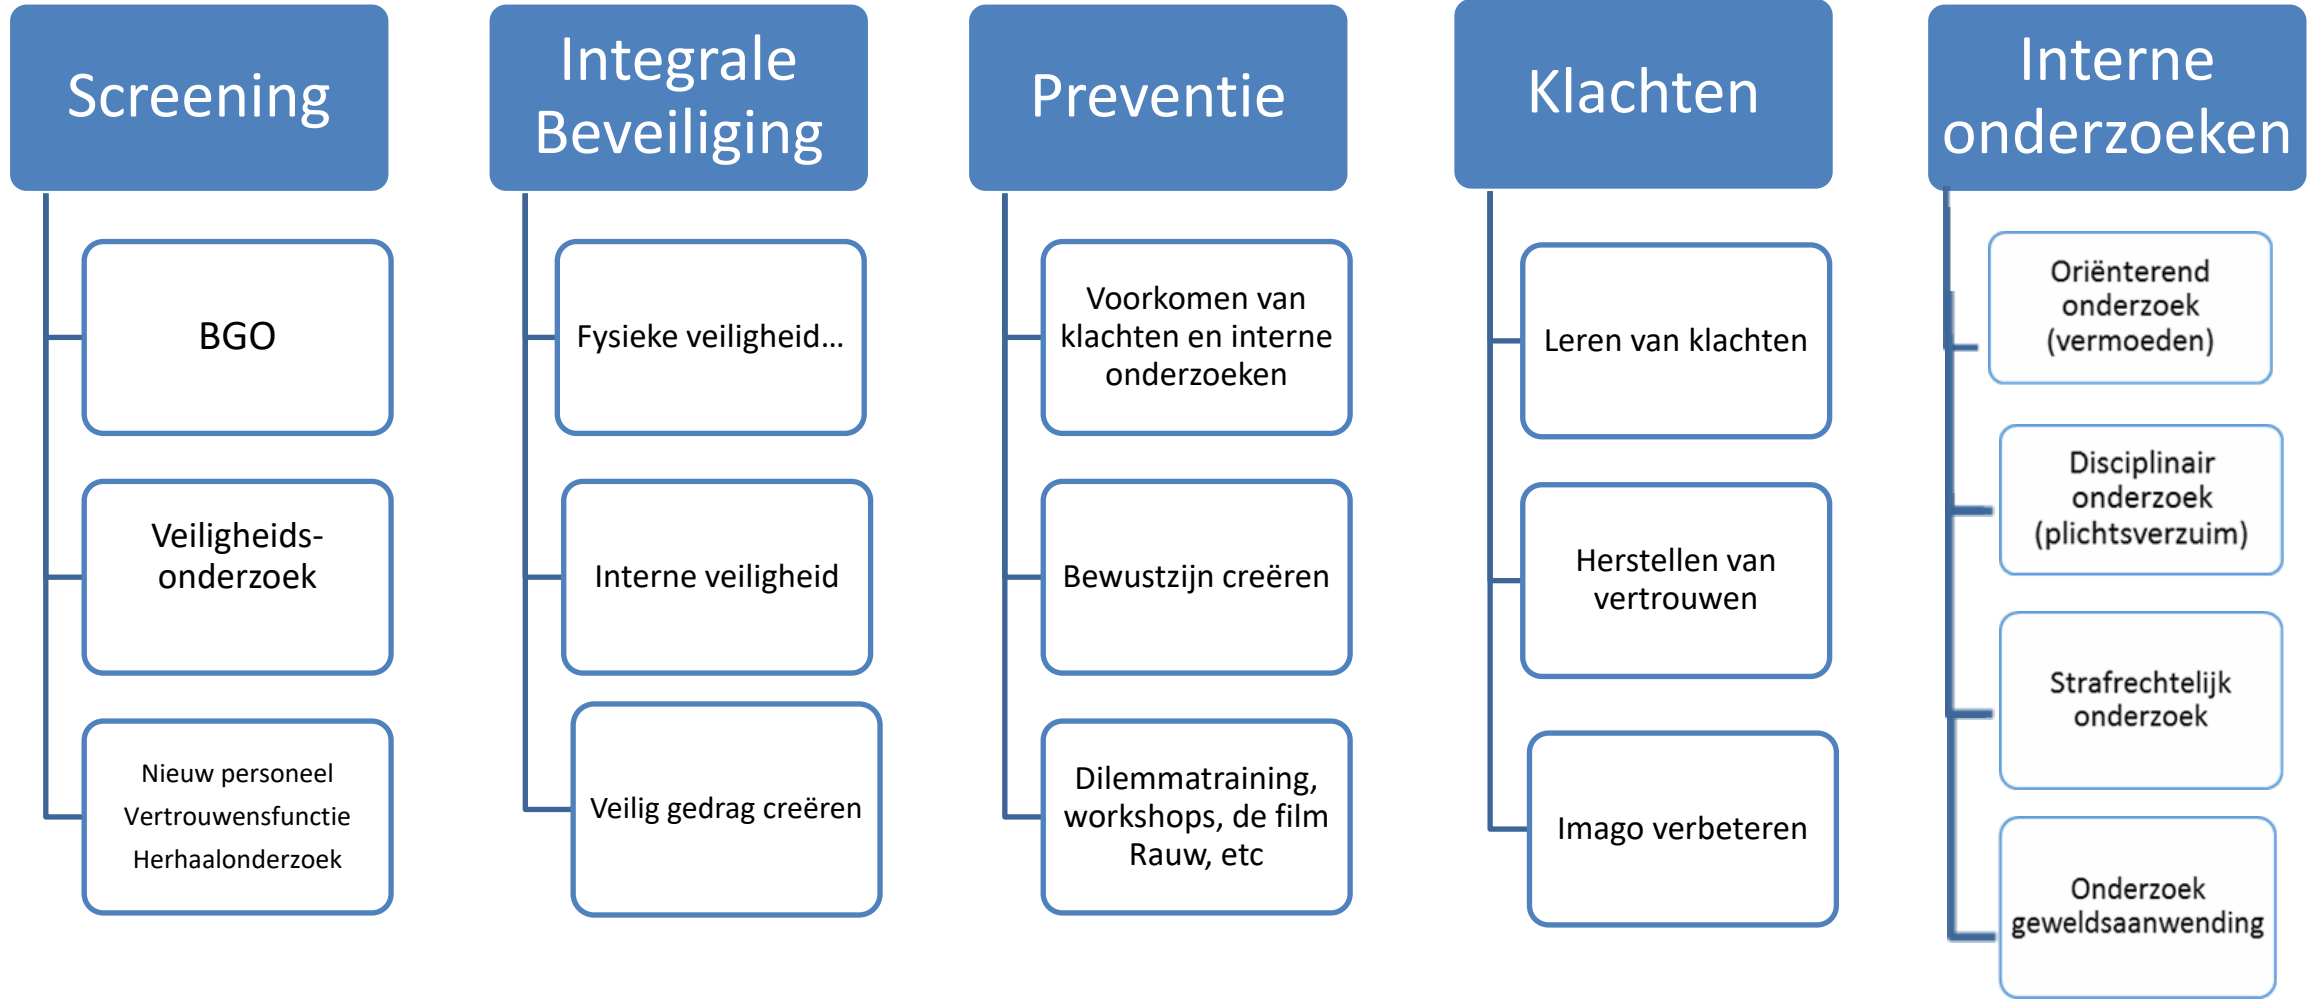 Screening
BGO
Veiligheids-
onderzoek
Nieuw personeel
Vertrouwensfunctie
Herhaalonderzoek
Integrale
Beveiliging
Fysieke veiligheid...
Interne veiligheid
Veilig gedrag creëren
Preventie
Voorkomen van
klachten en interne
onderzoeken
Bewustzijn creëren
Dilemmatraining,
workshops, de film
Rauw, etc
Klachten
Leren van klachten
Herstellen van
vertrouwen
Imago verbeteren
Interne
onderzoeken
Oriënterend
onderzoek
(vermoeden)
Disciplinair
onderzoek
(plichtsverzuim)
Strafrechtelijk
onderzoek
Onderzoek
geweldsaanwending